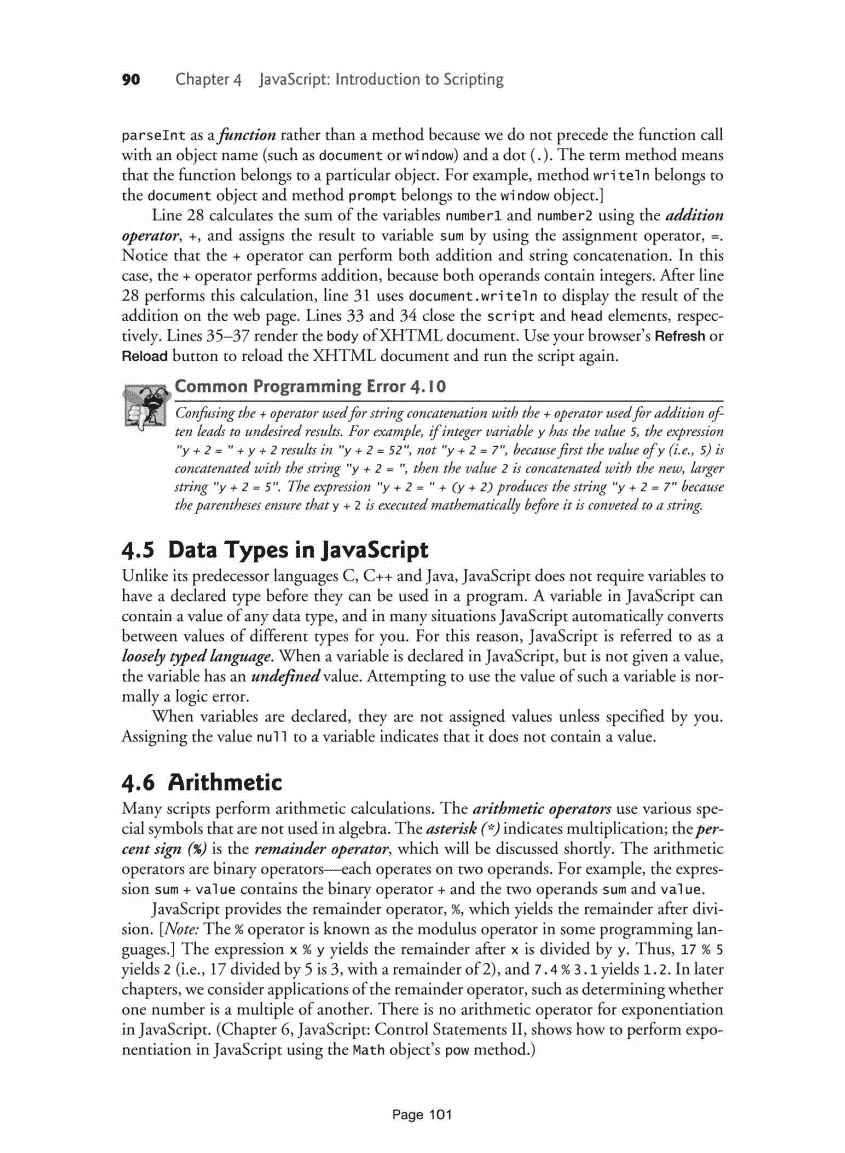 90 Chapter 4 JavaScript: Introduction to Scripting
parseInt as a function rather than a method because we do not precede the function call
with an object name (such as document or window) and a dot (.). The term method means
that the function belongs to a particular object. For example, method writeln belongs to
the document object and method prompt belongs to the window object.]
Line 28 calculates the sum of the variables number1 and number2 using the addition
operator, +, and assigns the result to variable sum by using the assignment operator, =.
Notice that the + operator can perform both addition and string concatenation. In this
case, the + operator performs addition, because both operands contain integers. After line
28 performs this calculation, line 31 uses document.writeln to display the result of the
addition on the web page. Lines 33 and 34 close the script and head elements, respec-
tively. Lines 35–37 render the body of XHTML document. Use your browser's Refresh or
Reload button to reload the XHTML document and run the script again.
Common Programming Error 4.10
Confusing the + operator used for string concatenation with the + operator used for addition of-
ten leads to undesired results. For example, if integer variable y has the value 5, the expression
"y + 2 = " + y + 2 results in "y + 2 = 52", not "y + 2 = 7", because first the value of y (i.e., 5) is
concatenated with the string "y + 2 = ", then the value 2 is concatenated with the new, larger
string "y + 2 = 5". The expression "y + 2 = " + (y + 2) produces the string "y + 2 = 7" because
the parentheses ensure that y + 2 is executed mathematically before it is conveted to a string.
4.5 Data Types in JavaScript
Unlike its predecessor languages C, C++ and Java, JavaScript does not require variables to
have a declared type before they can be used in a program. A variable in JavaScript can
contain a value of any data type, and in many situations JavaScript automatically converts
between values of different types for you. For this reason, JavaScript is referred to as a
loosely typed language. When a variable is declared in JavaScript, but is not given a value,
the variable has an undefined value. Attempting to use the value of such a variable is nor-
mally a logic error.
When variables are declared, they are not assigned values unless specified by you.
Assigning the value null to a variable indicates that it does not contain a value.
4.6 Arithmetic
Many scripts perform arithmetic calculations. The arithmetic operators use various spe-
cial symbols that are not used in algebra. The asterisk (*) indicates multiplication; the per-
cent sign (%) is the remainder operator, which will be discussed shortly. The arithmetic
operators are binary operators—each operates on two operands. For example, the expres-
sion sum + value contains the binary operator + and the two operands sum and value.
JavaScript provides the remainder operator, %, which yields the remainder after divi-
sion. [Note: The % operator is known as the modulus operator in some programming lan-
guages.] The expression x % y yields the remainder after x is divided by y. Thus, 17 % 5
yields 2 (i.e., 17 divided by 5 is 3, with a remainder of 2), and 7.4 % 3.1 yields 1.2. In later
chapters, we consider applications of the remainder operator, such as determining whether
one number is a multiple of another. There is no arithmetic operator for exponentiation
in JavaScript. (Chapter 6, JavaScript: Control Statements II, shows how to perform expo-
nentiation in JavaScript using the Math object's pow method.)
Page 101